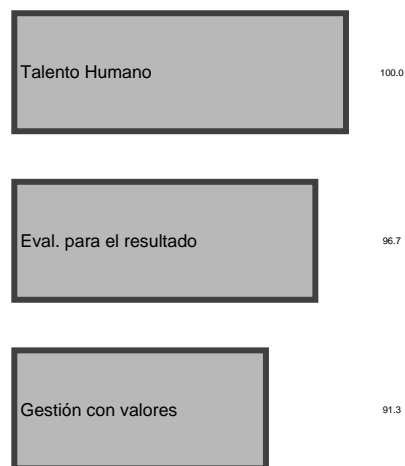 Talento Humano 100.0
Eval. para el resultado 96.7
Gestión con valores 91.3